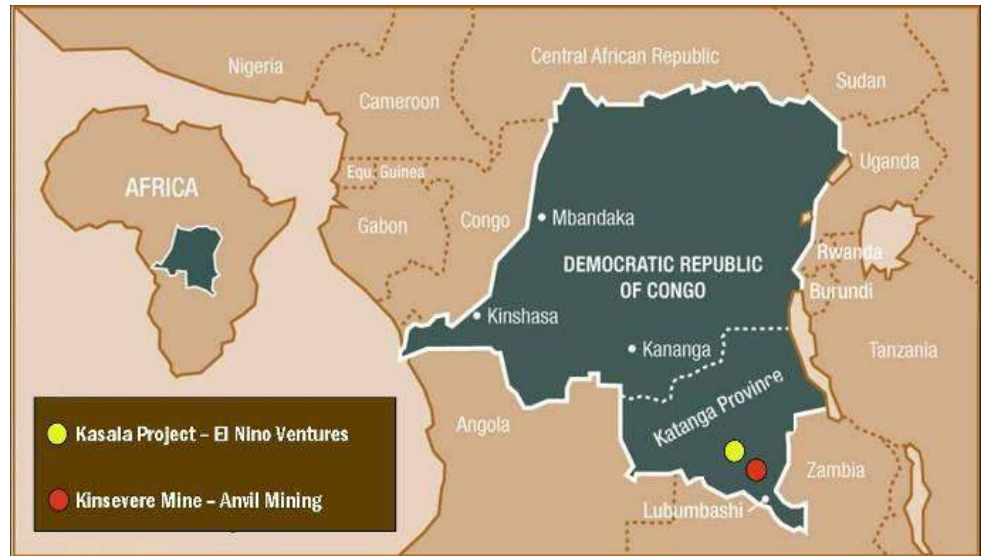 Nigeria
Central African Republic
Sudan
Cameroon
Uganda
Equ. Guinea
AFRICA
Gabon
Congo
Mbandaka
Rwanda
DEMOCRATIC REPUBLIC
OF CONGO
Burundi
Kinshasa
Kananga
Tanzania
Katanga Province
Angola
Kasala Project – El Nino Ventures
Zambia
Kinsevere Mine – Anvil Mining
Lubumbashi